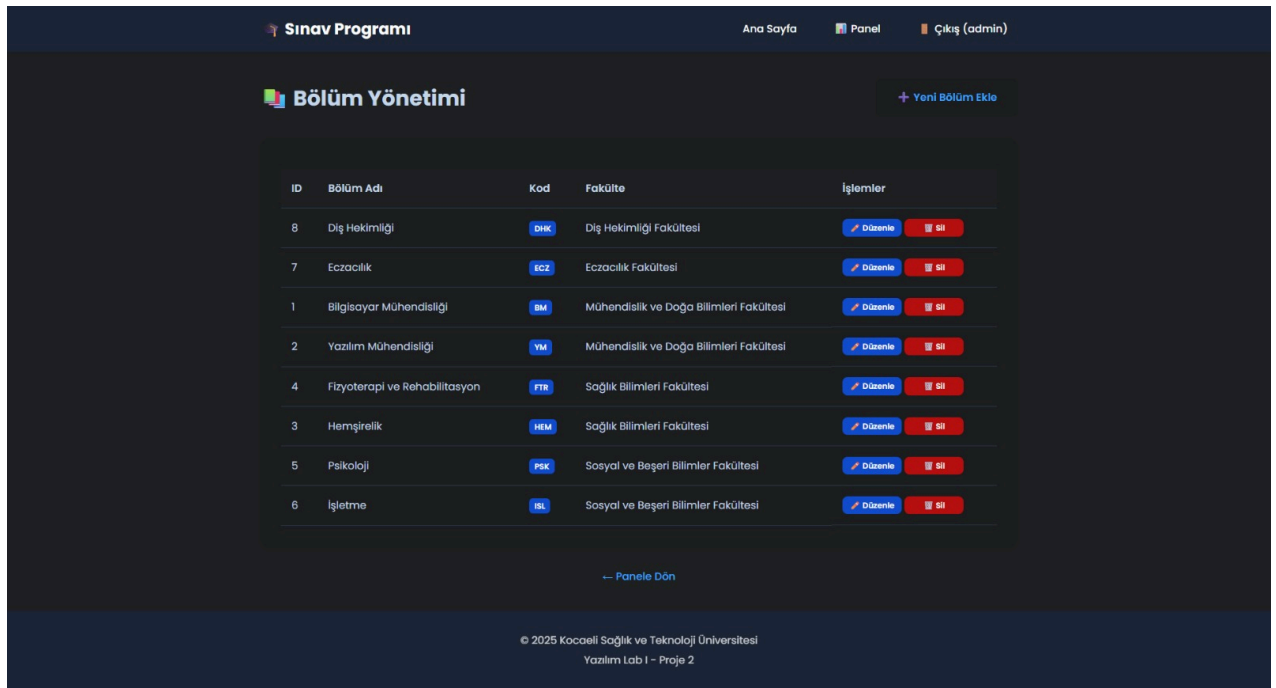 Sınav Programı Ana Sayfa Panel Çıkış (admin)
Bölüm Yönetimi + Yeni Bölüm Ekle
ID Bölüm Adı Kod Fakülte İşlemler
8 Diş Hekimliği DHK Diş Hekimliği Fakültesi Düzenle Sil
7 Eczacılık ECZ Eczacılık Fakültesi Düzenle Sil
1 Bilgisayar Mühendisliği BM Mühendislik ve Doğa Bilimleri Fakültesi Düzenle Sil
2 Yazılım Mühendisliği YM Mühendislik ve Doğa Bilimleri Fakültesi Düzenle Sil
4 Fizyoterapi ve Rehabilitasyon FTR Sağlık Bilimleri Fakültesi Düzenle Sil
3 Hemşirelik HEM Sağlık Bilimleri Fakültesi Düzenle Sil
5 Psikoloji PSK Sosyal ve Beşeri Bilimler Fakültesi Düzenle Sil
6 İşletme ISL Sosyal ve Beşeri Bilimler Fakültesi Düzenle Sil
← Panele Dön
© 2025 Kocaeli Sağlık ve Teknoloji Üniversitesi
Yazılım Lab I - Proje 2